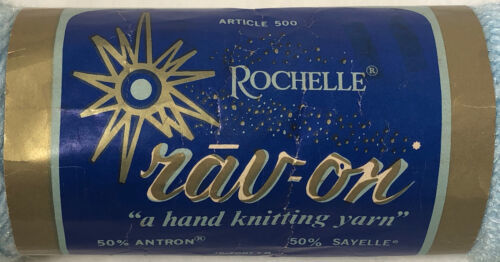 ARTICLE 500
ROCHELLE®
rāv-on
"a hand knitting yarn"
50% ANTRON® 50% SAYELLE®